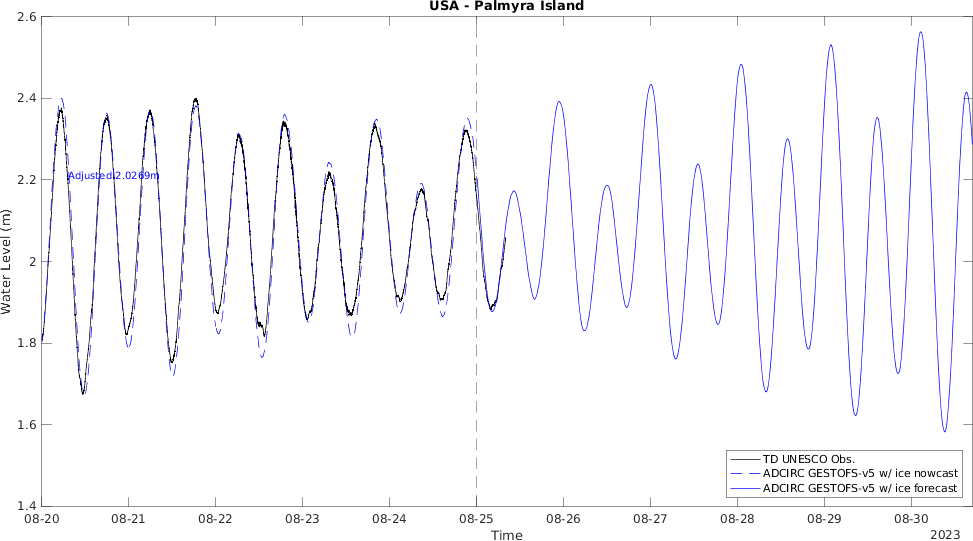 USA - Palmyra Island
2.6
2.4
2.2
2
1.8
1.6
1.4
Water Level (m)
Adjusted 2.0269m
TD UNESCO Obs.
ADCIRC GESTOFS-v5 w/ ice nowcast
ADCIRC GESTOFS-v5 w/ ice forecast
08-20 08-21 08-22 08-23 08-24 08-25 08-26 08-27 08-28 08-29 08-30
Time
2023